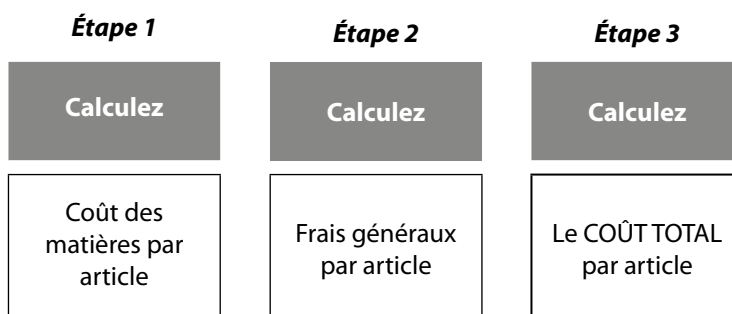 Étape 1
Calculez
Coût des
matières par
article
Étape 2
Calculez
Frais généraux
par article
Étape 3
Calculez
Le COÛT TOTAL
par article